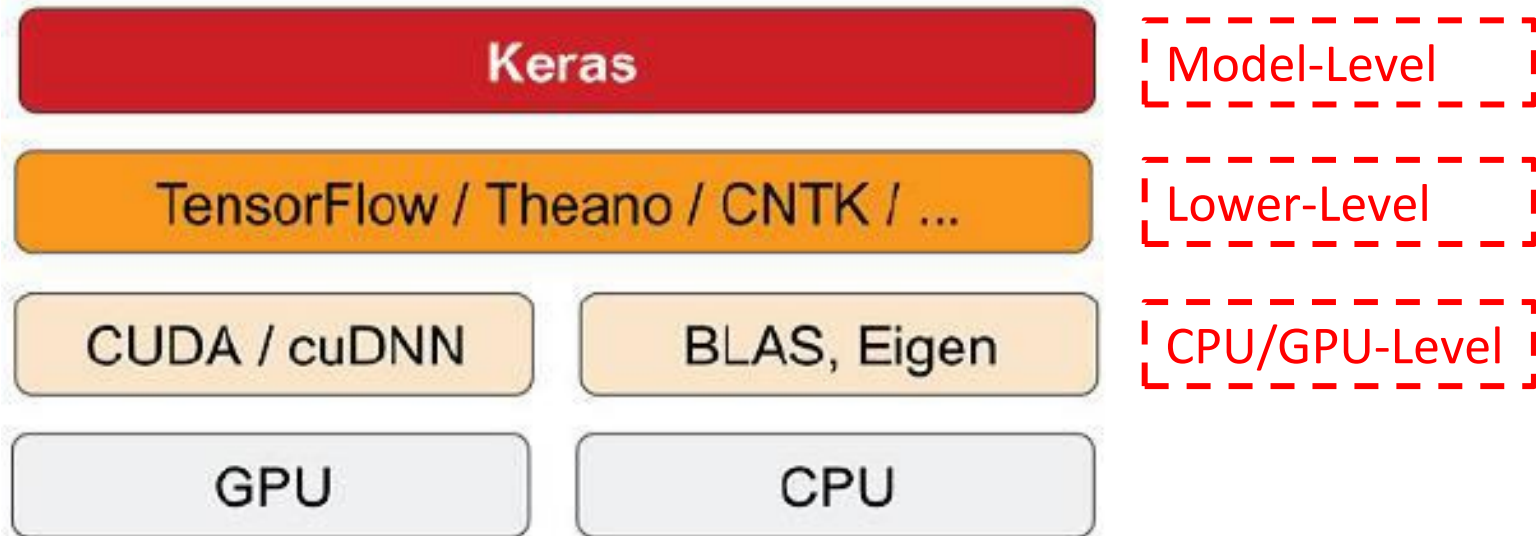 Keras
Model-Level
TensorFlow / Theano / CNTK / ...
Lower-Level
CUDA / cuDNN
BLAS, Eigen
CPU/GPU-Level
GPU
CPU